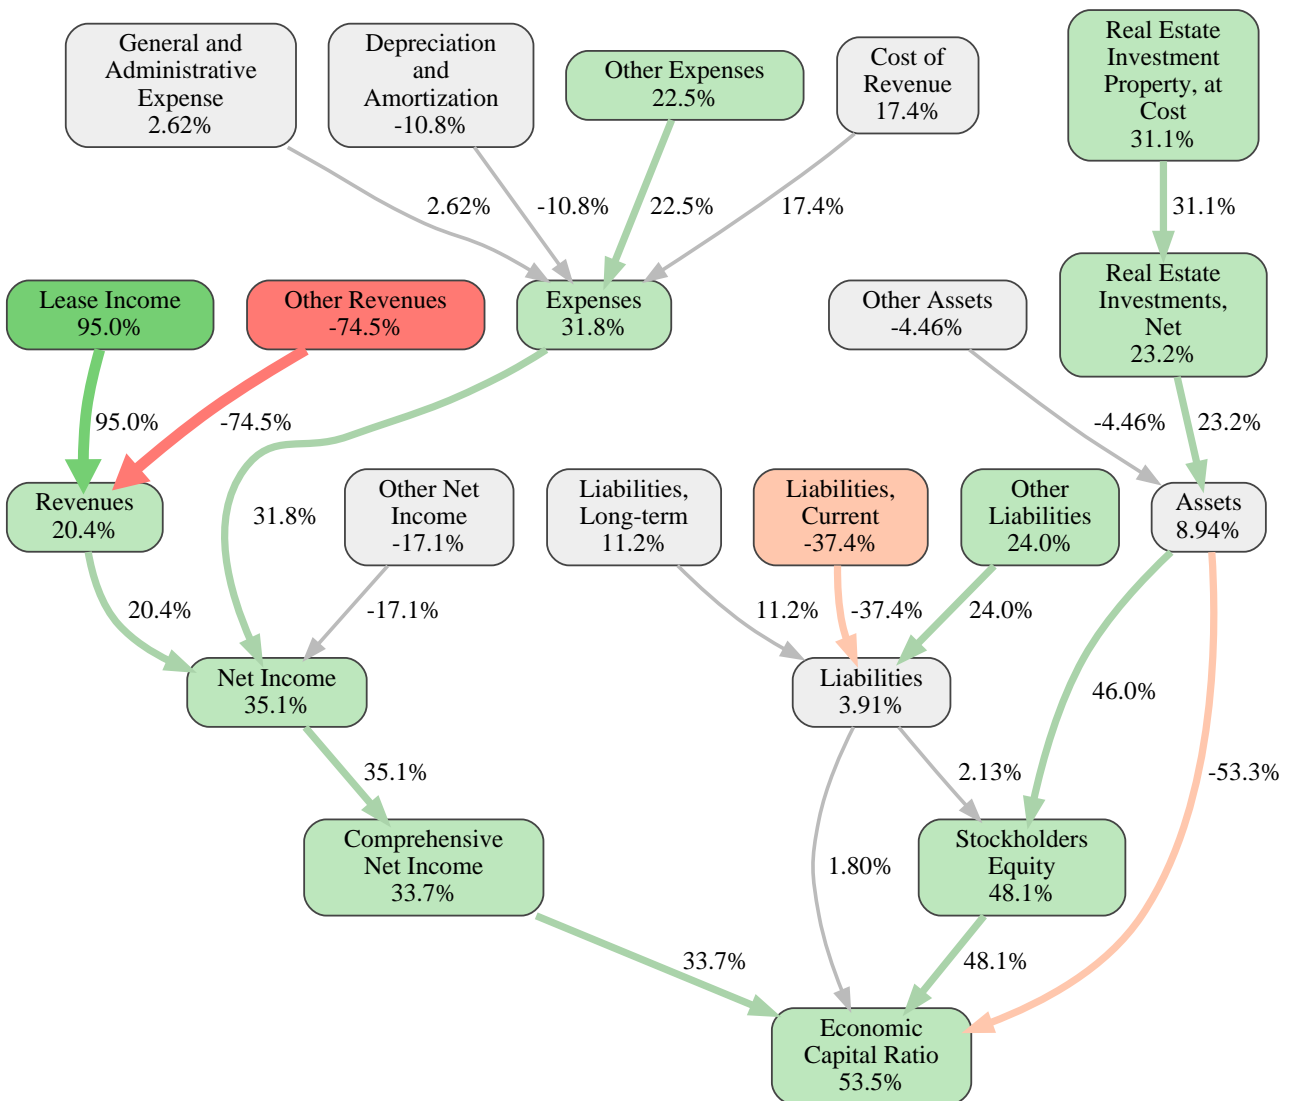 General and
Administrative
Expense
2.62%
Depreciation
and
Amortization
-10.8%
Other Expenses
22.5%
Cost of
Revenue
17.4%
Real Estate
Investment
Property, at
Cost
31.1%
2.62%
-10.8%
22.5%
17.4%
31.1%
Lease Income
95.0%
Other Revenues
-74.5%
Expenses
31.8%
Other Assets
-4.46%
Real Estate
Investments,
Net
23.2%
95.0%
-74.5%
-4.46%
23.2%
Revenues
20.4%
31.8%
Other Net
Income
-17.1%
Liabilities,
Long-term
11.2%
Liabilities,
Current
-37.4%
Other
Liabilities
24.0%
Assets
8.94%
20.4%
-17.1%
11.2%
-37.4%
24.0%
Net Income
35.1%
Liabilities
3.91%
46.0%
35.1%
2.13%
-53.3%
Comprehensive
Net Income
33.7%
1.80%
Stockholders
Equity
48.1%
33.7%
48.1%
Economic
Capital Ratio
53.5%